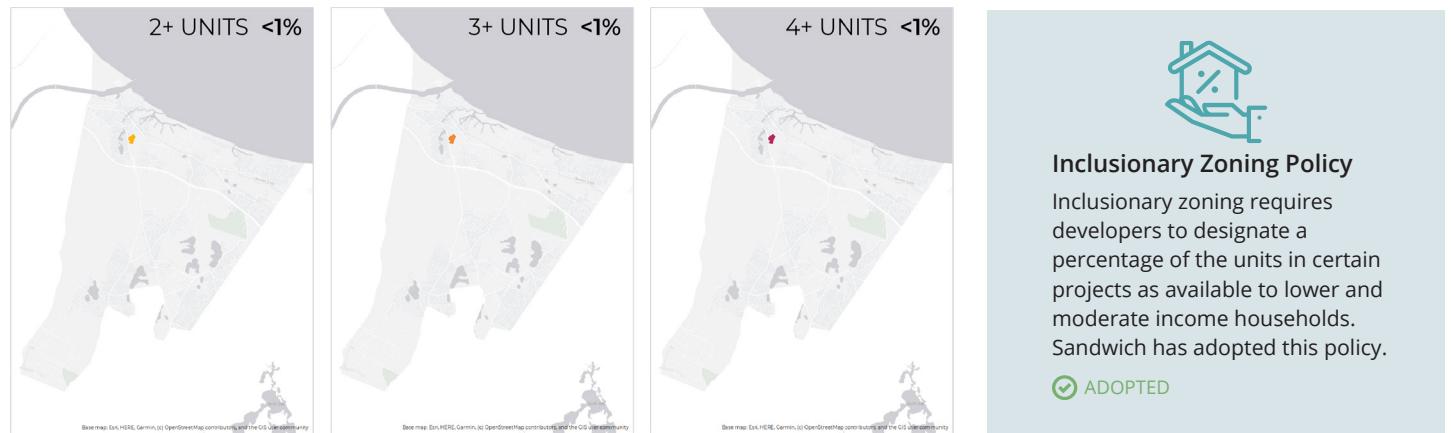 2+ UNITS <1%
3+ UNITS <1%
4+ UNITS <1%
Base map: Esri, HERE, Garmin, (c) OpenStreetMap contributors, and the GIS user community
Base map: Esri, HERE, Garmin, (c) OpenStreetMap contributors, and the GIS user community
Base map: Esri, HERE, Garmin, (c) OpenStreetMap contributors, and the GIS user community
%
Inclusionary Zoning Policy
Inclusionary zoning requires
developers to designate a
percentage of the units in certain
projects as available to lower and
moderate income households.
Sandwich has adopted this policy.
ADOPTED